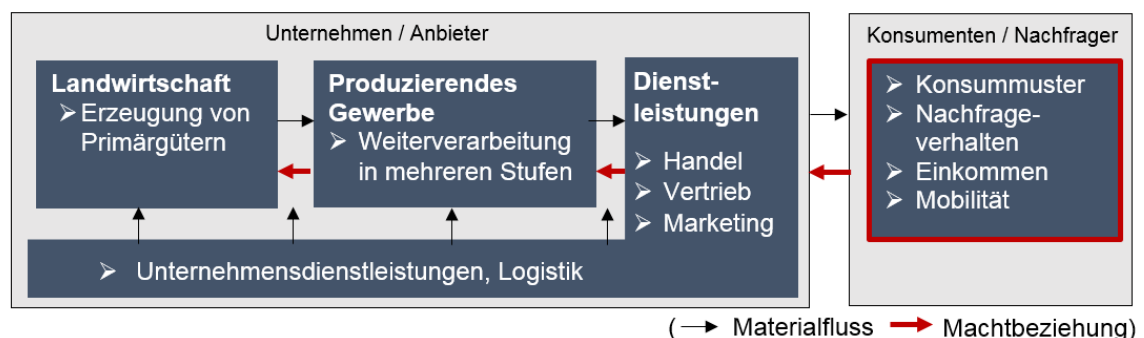 Unternehmen / Anbieter
Landwirtschaft
➢ Erzeugung von
Primärgütern
Produzierendes
Gewerbe
➢ Weiterverarbeitung
in mehreren Stufen
Dienst-
leistungen
➢ Handel
➢ Vertrieb
➢ Marketing
➢ Unternehmensdienstleistungen, Logistik
Konsumenten / Nachfrager
➢ Konsummuster
➢ Nachfrage-
verhalten
➢ Einkommen
➢ Mobilität
(→ Materialfluss → Machtbeziehung)